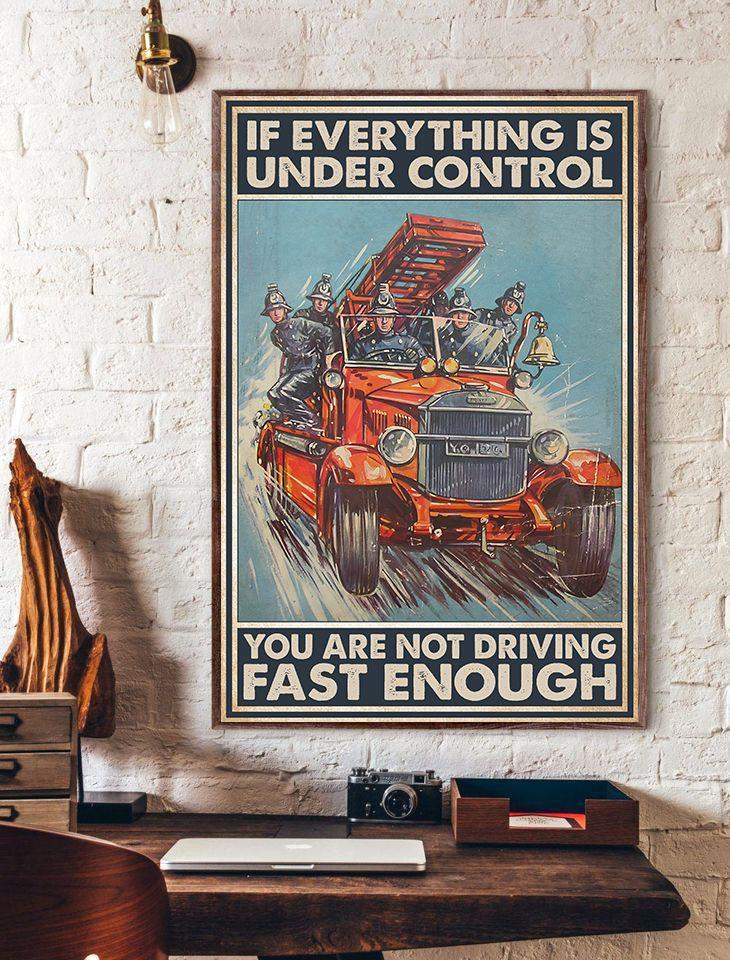 IF EVERYTHING IS
UNDER CONTROL
YOU ARE NOT DRIVING
FAST ENOUGH